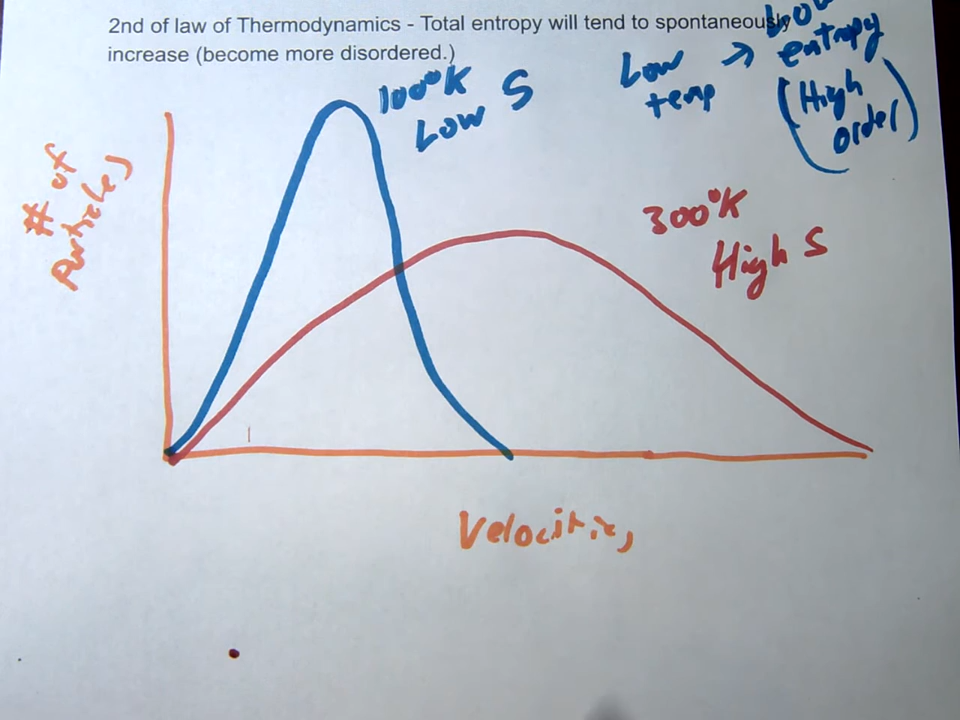 2nd of law of Thermodynamics - Total entropy will tend to spontaneously
increase (become more disordered.)
Low
temp → Low
entropy
(High
order)
100°K
Low S
# of
Particles
300°K
High S
Velocities